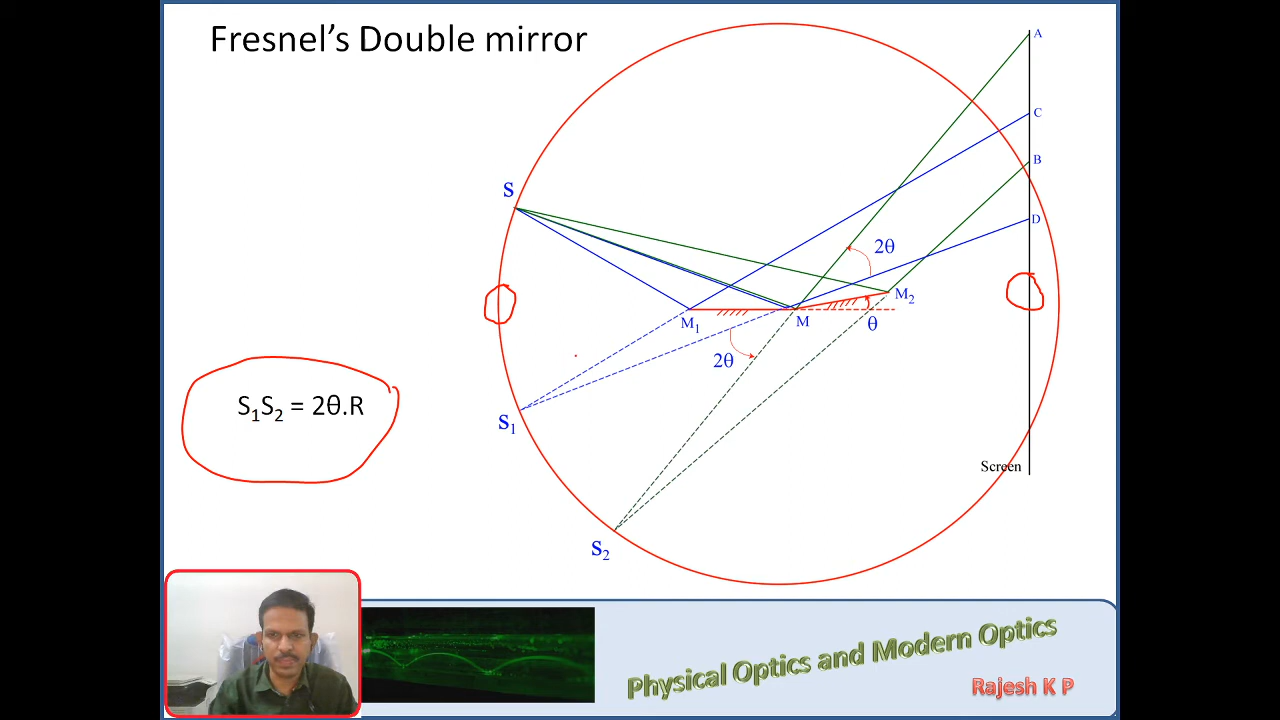 Fresnel's Double mirror
A
C
B
D
S
2θ
M₁
M
M₂
θ
2θ
S₁S₂ = 2θ.R
S₁
Screen
S₂
Physical Optics and Modern Optics
Rajesh K P